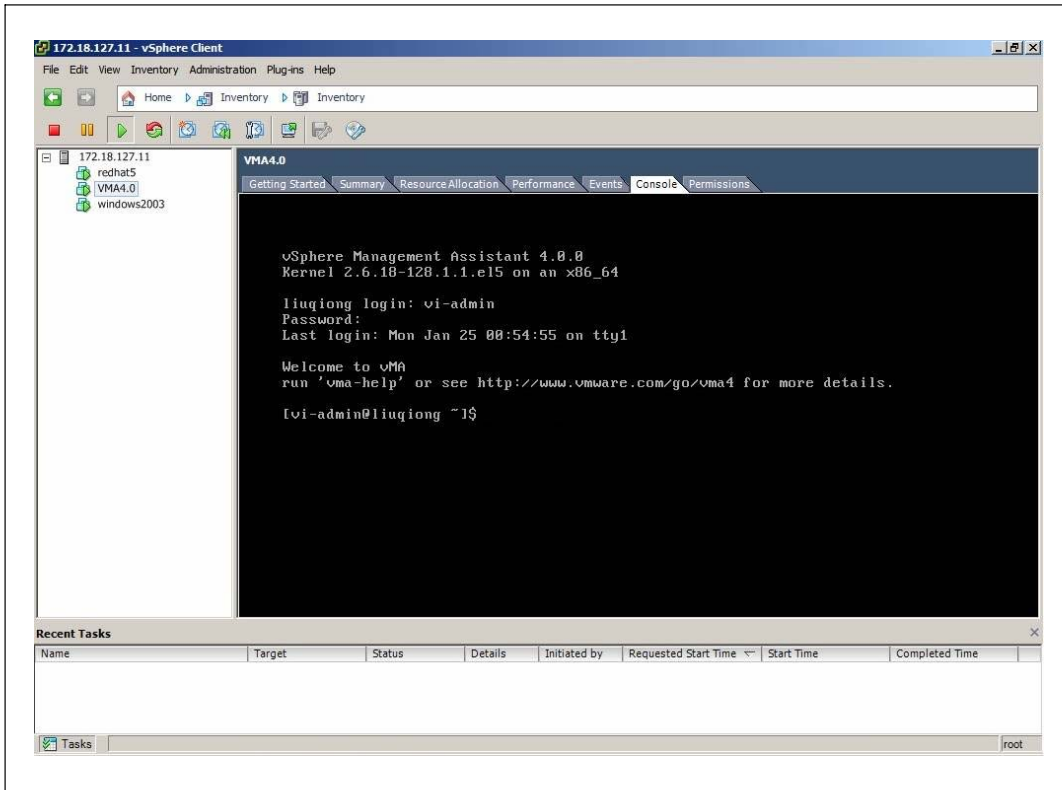 172.18.127.11 - vSphere Client
File Edit View Inventory Administration Plug-ins Help
Home Inventory Inventory
172.18.127.11
redhat5
VMA4.0
windows2003
VMA4.0
Getting Started Summary Resource Allocation Performance Events Console Permissions
vSphere Management Assistant 4.0.0
Kernel 2.6.18-128.1.1.el5 on an x86_64
liuqiong login: vi-admin
Password:
Last login: Mon Jan 25 00:54:55 on tty1
Welcome to vMA
run 'vma-help' or see http://www.vmware.com/go/vma4 for more details.
[vi-admin@liuqiong ~]$
Recent Tasks
Name Target Status Details Initiated by Requested Start Time Start Time Completed Time
Tasks root